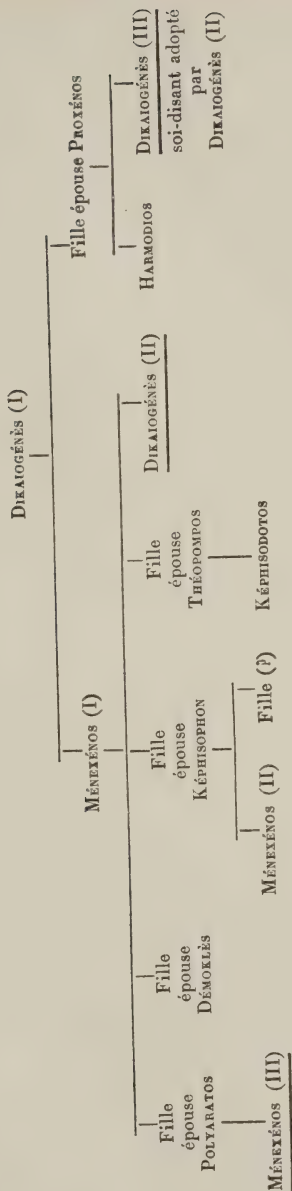 DIKAIOGÉNÈS (I)
MÉNEXÉNOS (I)
Fille épouse PROXÉNOS
Fille
épouse
POLYARATOS
Fille
épouse
DÉMOKLÈS
Fille
épouse
KÉPHISOPHON
Fille
épouse
THÉOPOMPOS
DIKAIOGÉNÈS (II)
HARMODIOS
DIKAIOGÉNÈS (III)
soi-disant adopté
par
DIKAIOGÉNÈS (II)
MÉNEXÉNOS (III)
MÉNEXÉNOS (II)
Fille (?)
KÉPHISODOTOS